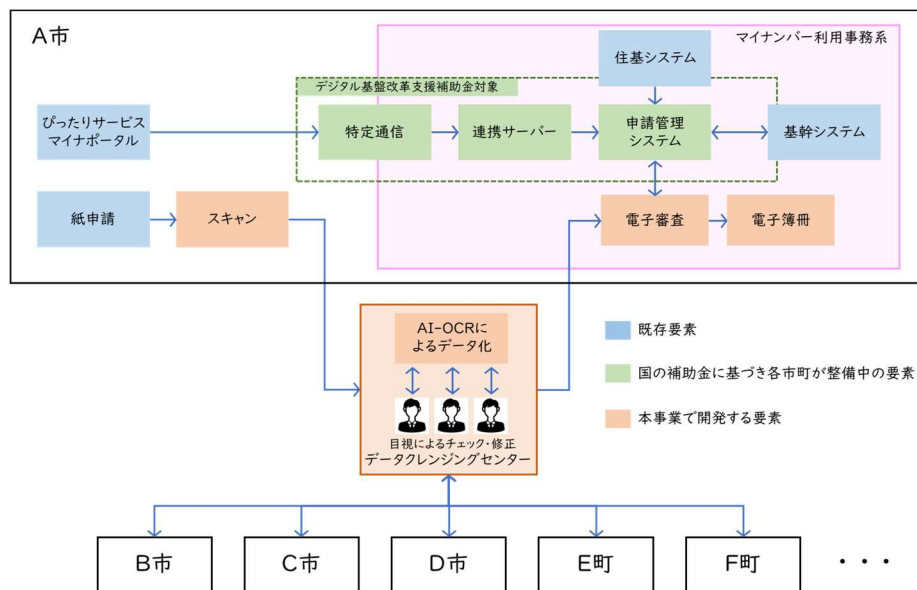 A市
マイナンバー利用事務系
住基システム
デジタル基盤改革支援補助金対象
ぴったりサービス
マイナポータル
特定通信
連携サーバー
申請管理
システム
基幹システム
紙申請
スキャン
電子審査
電子簿冊
AI-OCRに
よるデータ化
目視によるチェック・修正
データクレンジングセンター
既存要素
国の補助金に基づき各市町が整備中の要素
本事業で開発する要素
B市
C市
D市
E町
F町
・・・